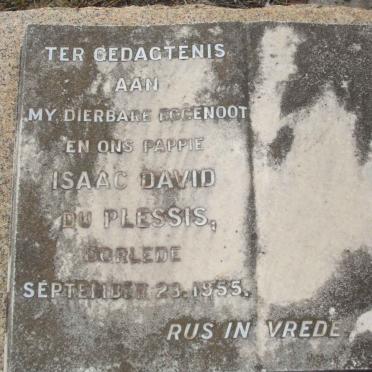 TER GEDAGTENIS
AAN
MY DIERBARE EGGENOOT
EN ONS PAPPIE
ISAAC DAVID
DU PLESSIS,
OORLEDE
SEPTEMBER 23.1955.
RUS IN VREDE